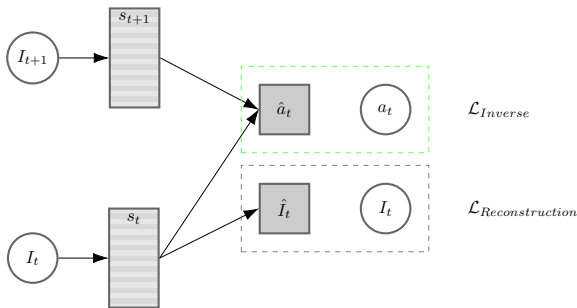 s_{t+1}
I_{t+1}
â_t
a_t
ℒ_{Inverse}
s_t
Î_t
I_t
ℒ_{Reconstruction}
I_t